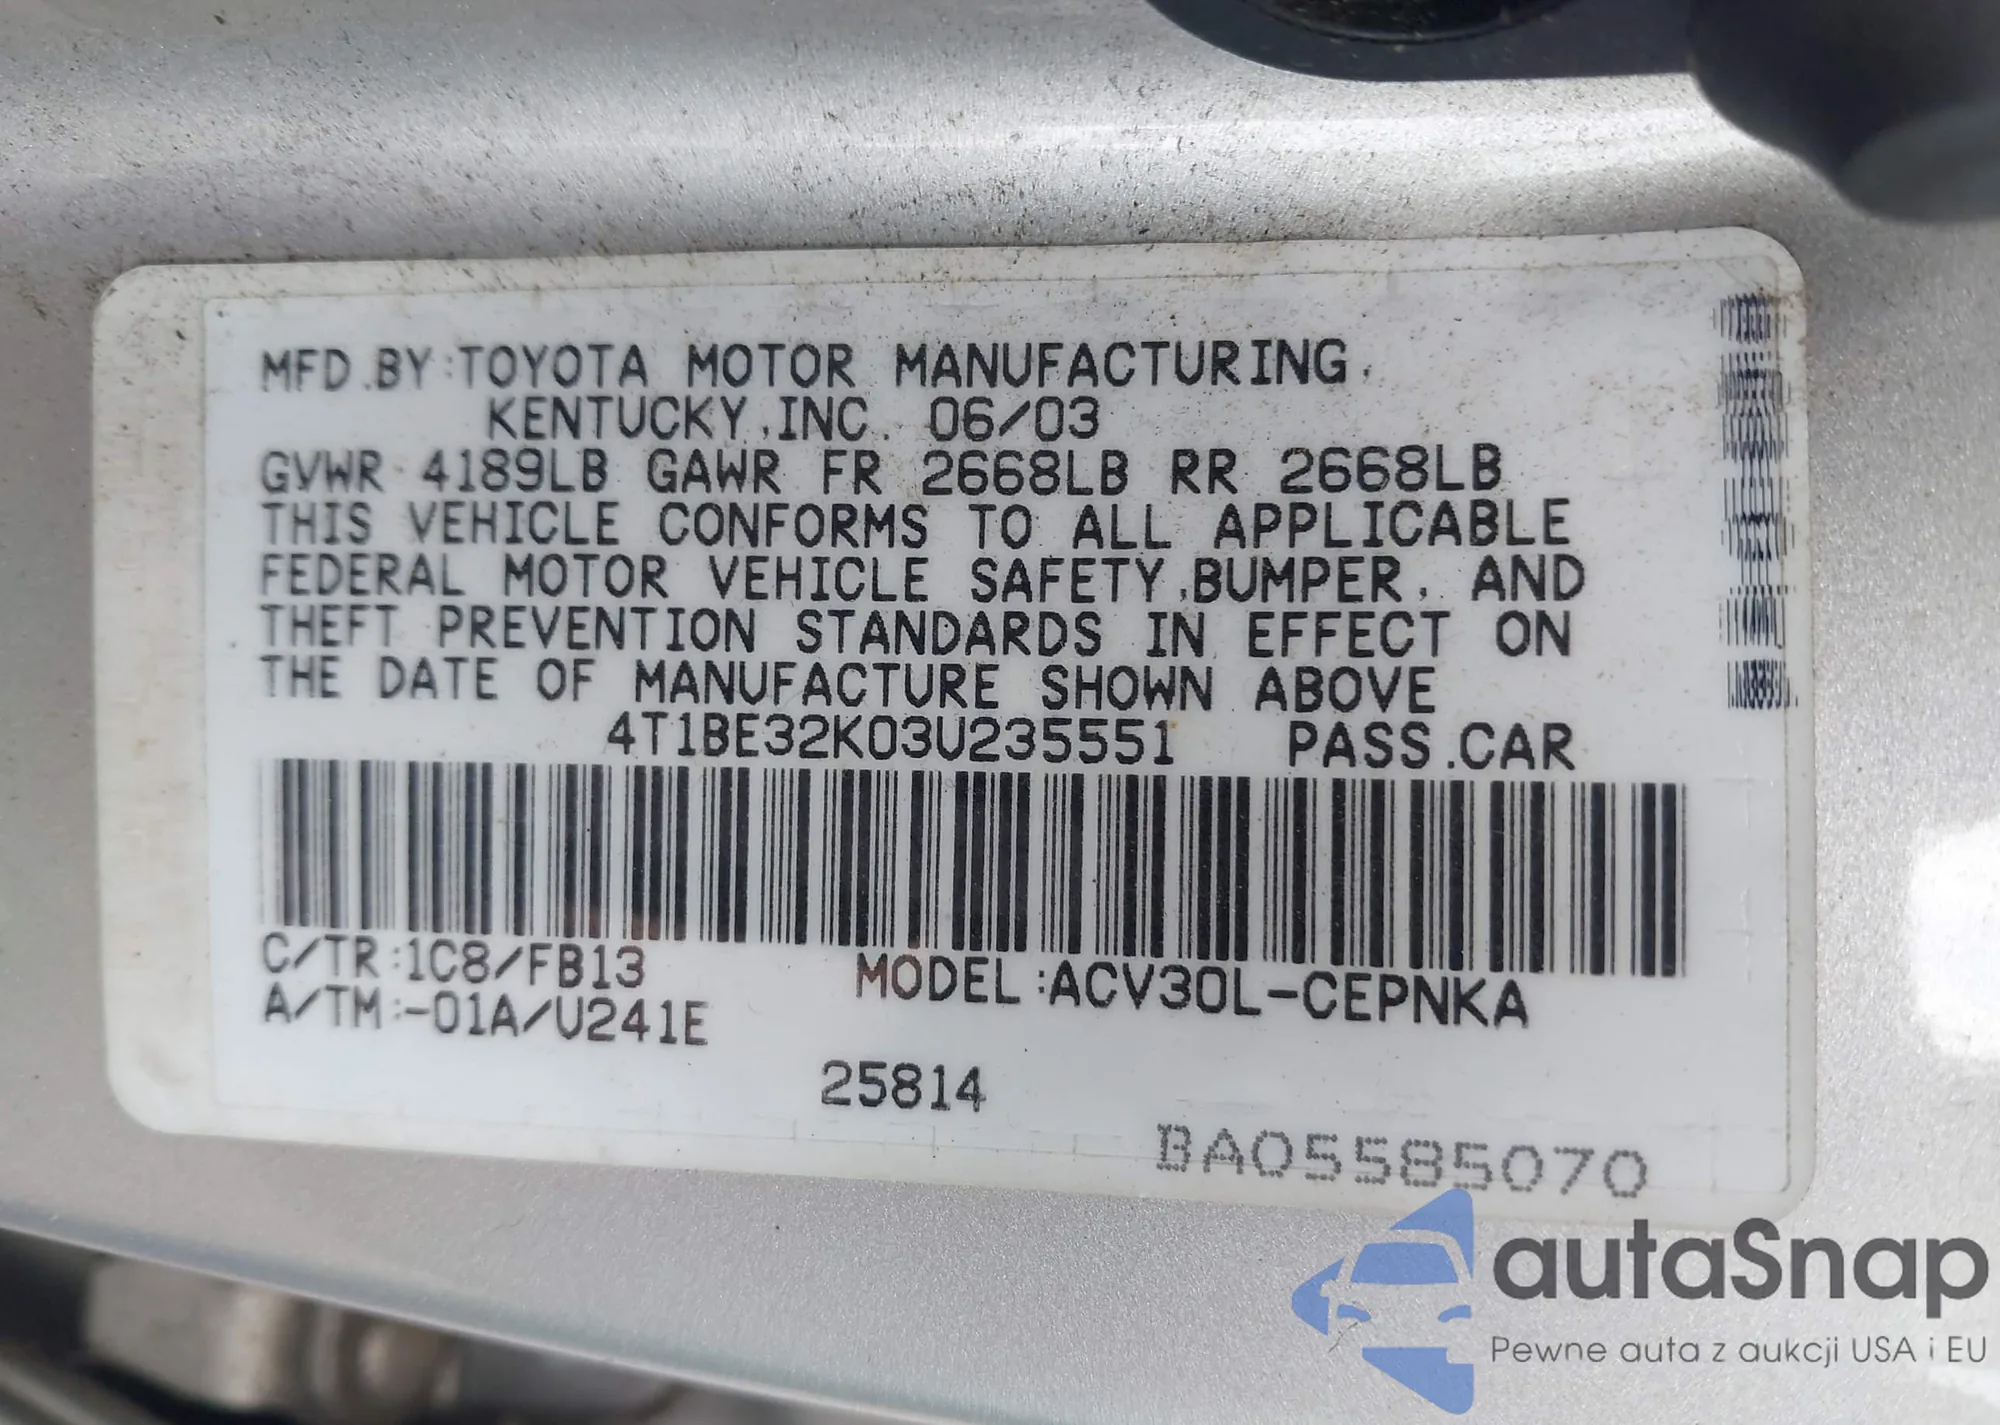 MFD.BY:TOYOTA MOTOR MANUFACTURING,
KENTUCKY,INC. 06/03
GVWR 4189LB GAWR FR 2668LB RR 2668LB
THIS VEHICLE CONFORMS TO ALL APPLICABLE
FEDERAL MOTOR VEHICLE SAFETY,BUMPER, AND
THEFT PREVENTION STANDARDS IN EFFECT ON
THE DATE OF MANUFACTURE SHOWN ABOVE
4T1BE32K03U235551 PASS.CAR
C/TR:1C8/FB13
A/TM:-01A/U241E
MODEL:ACV30L-CEPNKA
25814
BA05585070
autaSnap
Pewne auta z aukcji USA i EU